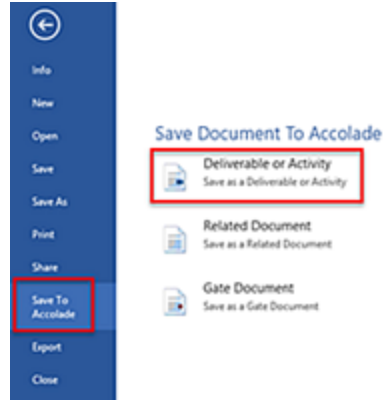 Info
New
Open
Save
Save As
Print
Share
Save To
Accolade
Export
Close
Save Document To Accolade
Deliverable or Activity
Save as a Deliverable or Activity
Related Document
Save as a Related Document
Gate Document
Save as a Gate Document